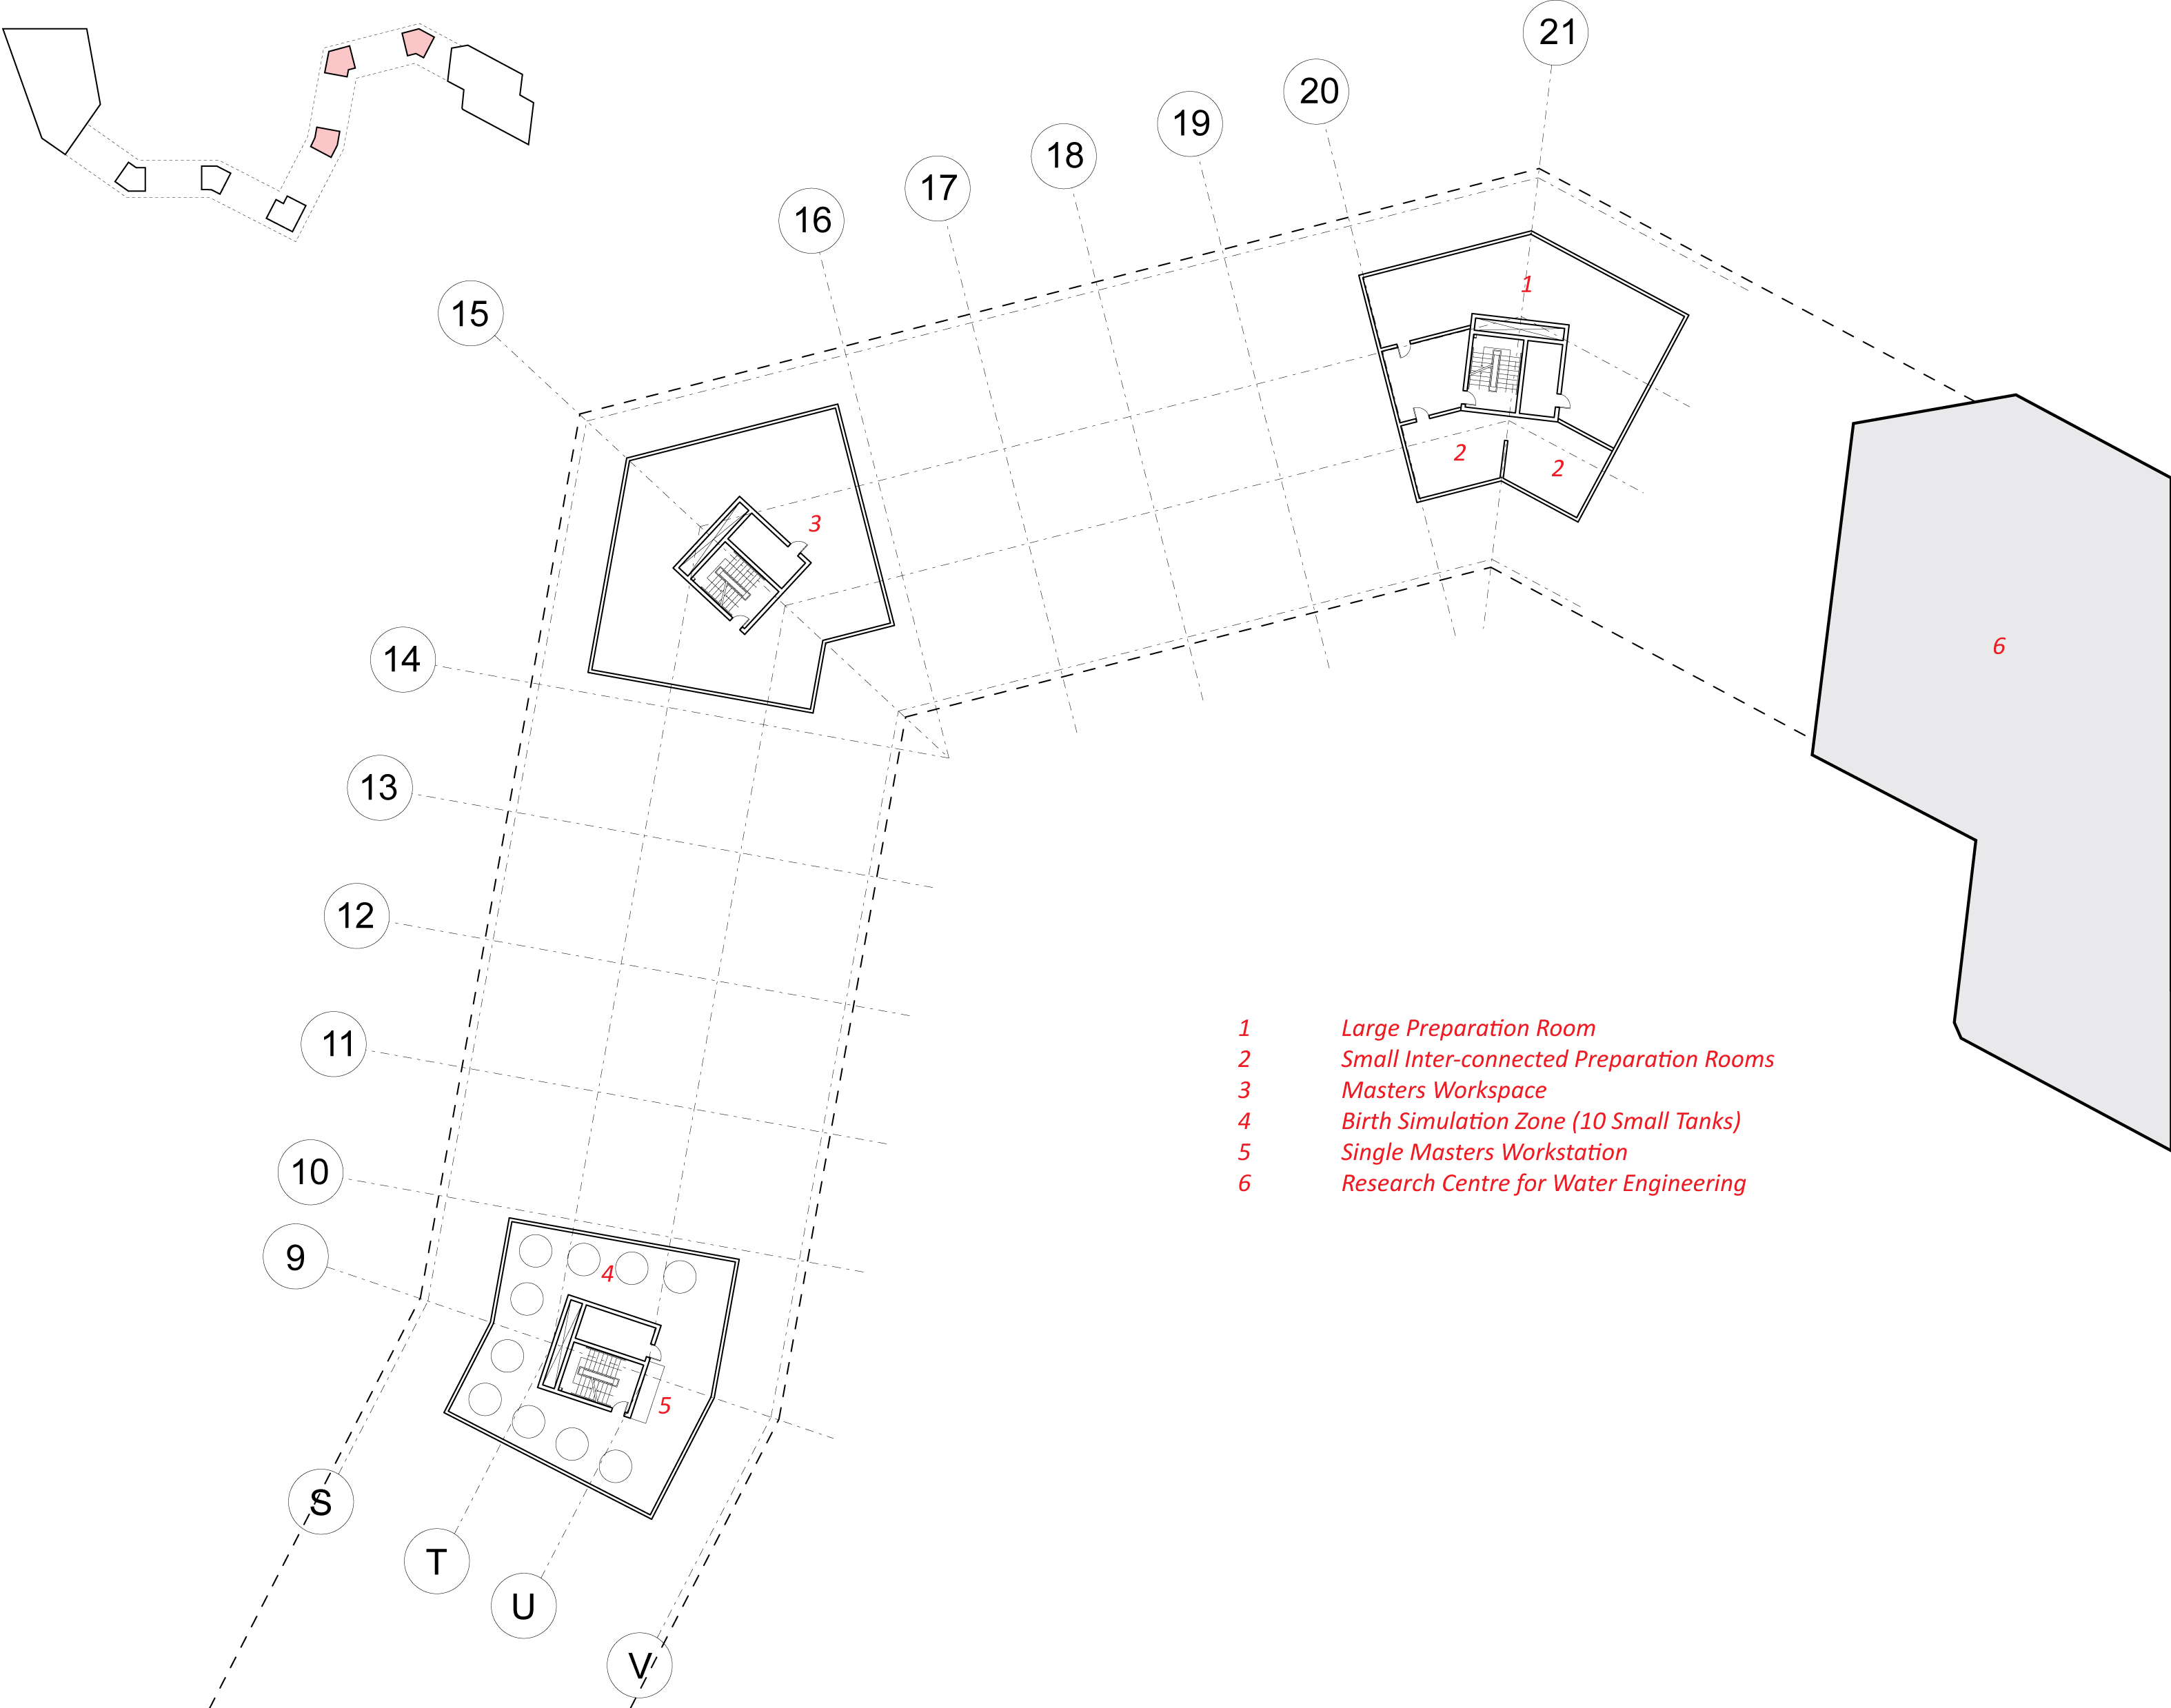 21
20
19
18
17
16
15
14
13
12
11
10
9
S
T
U
V
1
2
2
3
4
5
6
1 Large Preparation Room
2 Small Inter-connected Preparation Rooms
3 Masters Workspace
4 Birth Simulation Zone (10 Small Tanks)
5 Single Masters Workstation
6 Research Centre for Water Engineering